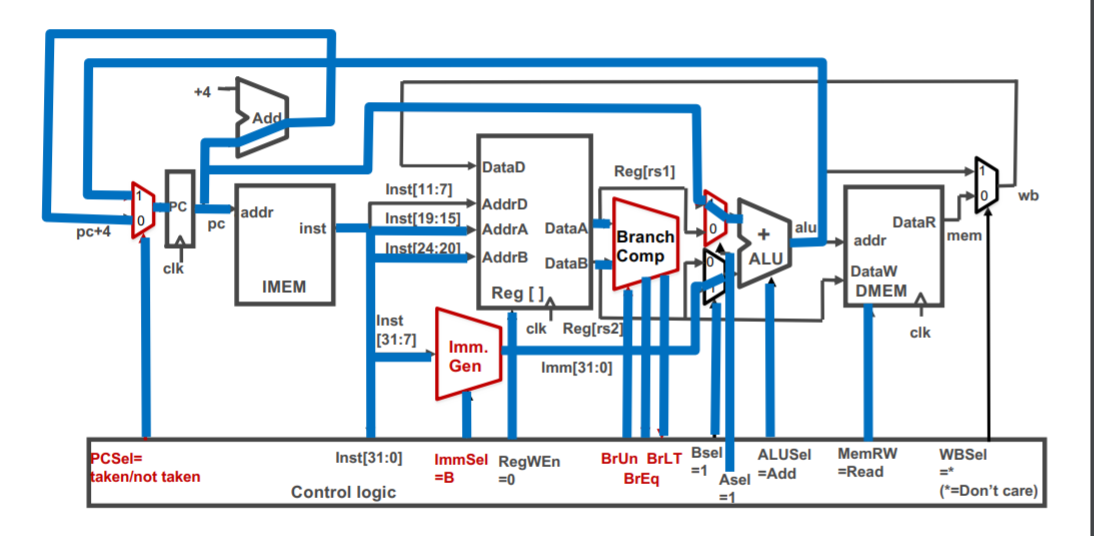 +4
Add
DataD
Reg[rs1]
1
0
wb
Inst[11:7]
AddrD
1
0
pc+4
PC
pc
clk
addr
inst
IMEM
Inst[19:15]
AddrA
DataA
Inst[24:20]
AddrB
DataB
Reg [ ]
clk
Branch
Comp
0
0
+
ALU
alu
addr
DataR
mem
DataW
DMEM
clk
Reg[rs2]
Inst
[31:7]
Imm.
Gen
Imm[31:0]
PCSel=
taken/not taken
Inst[31:0]
ImmSel
=B
RegWEn
=0
BrUn BrLT
BrEq
Bsel
=1
Asel
=1
ALUSel
=Add
MemRW
=Read
WBSel
=*
(*=Don't care)
Control logic